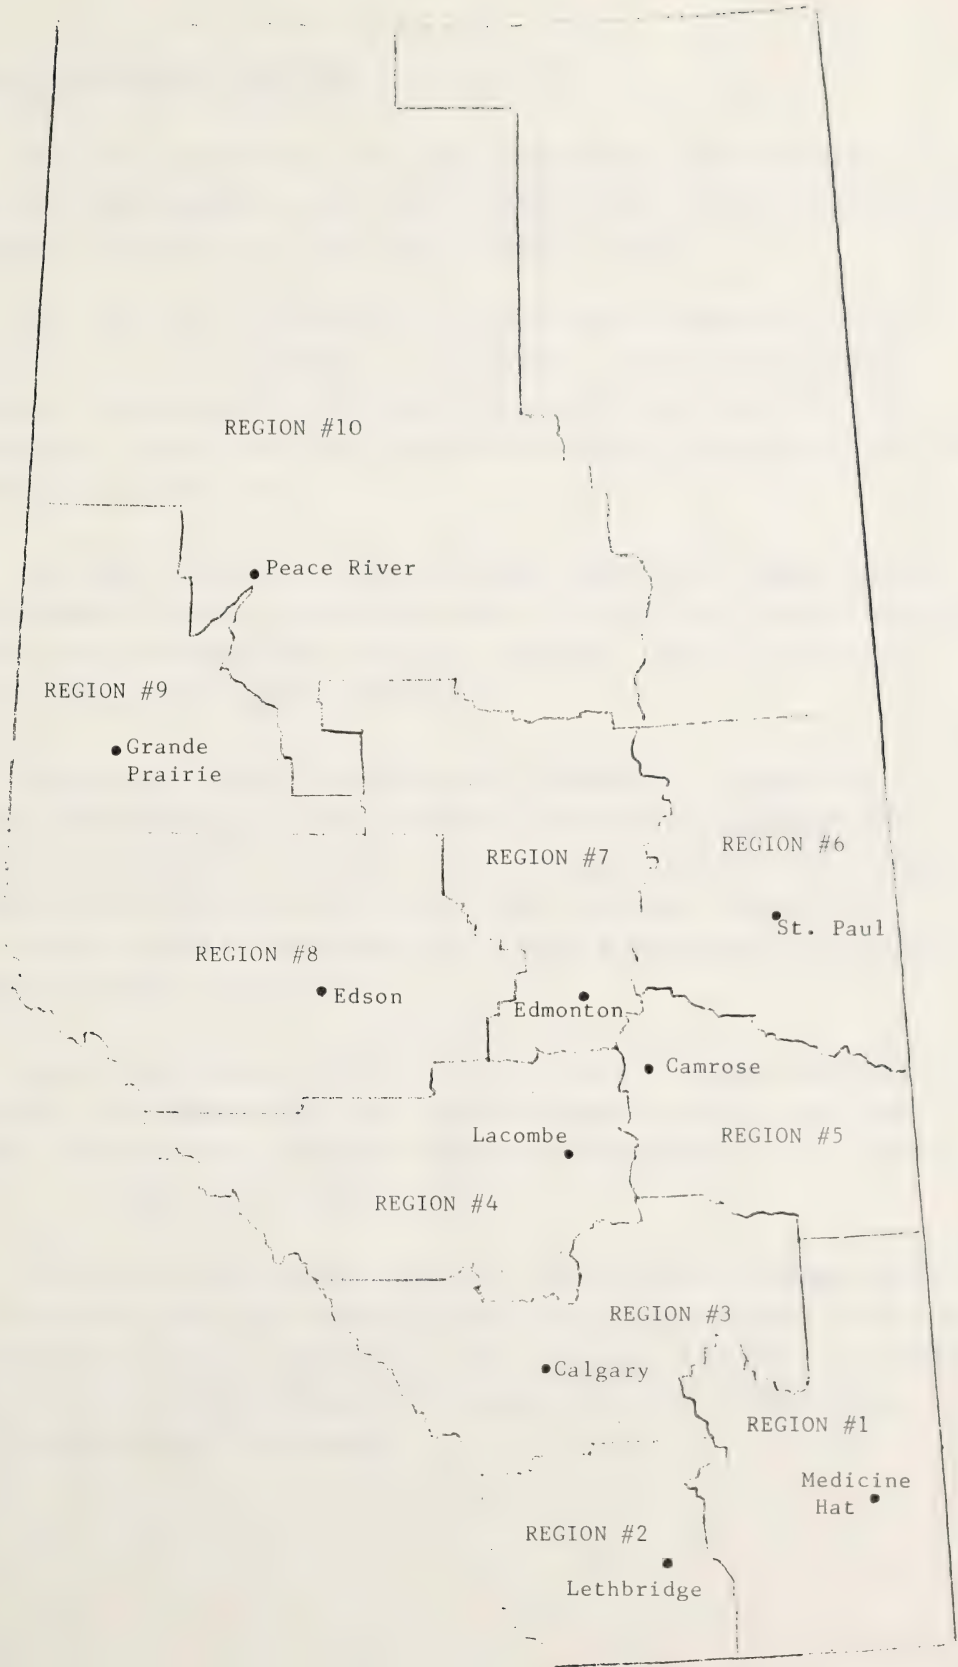 REGION #10
Peace River
REGION #9
Grande
Prairie
REGION #7
REGION #6
St. Paul
REGION #8
Edson
Edmonton
Camrose
Lacombe
REGION #5
REGION #4
REGION #3
Calgary
REGION #1
Medicine
Hat
REGION #2
Lethbridge